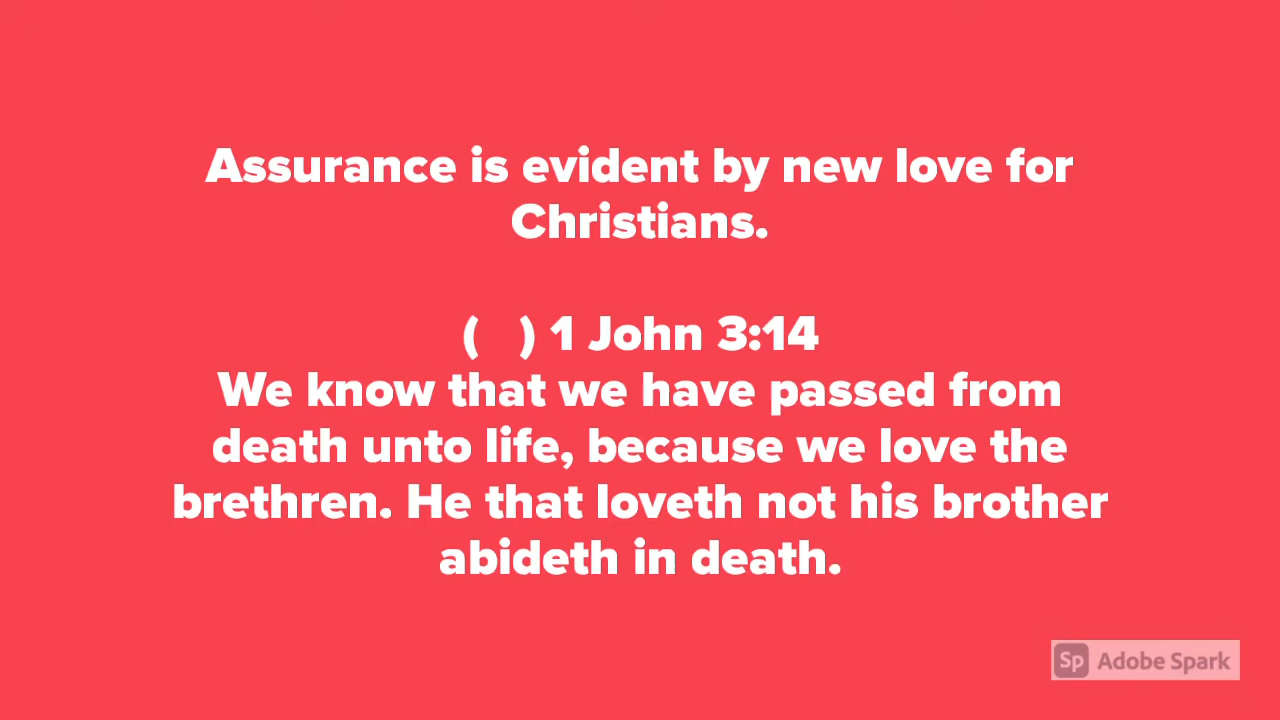 Assurance is evident by new love for
Christians.
(   ) 1 John 3:14
We know that we have passed from
death unto life, because we love the
brethren. He that loveth not his brother
abideth in death.
Sp Adobe Spark